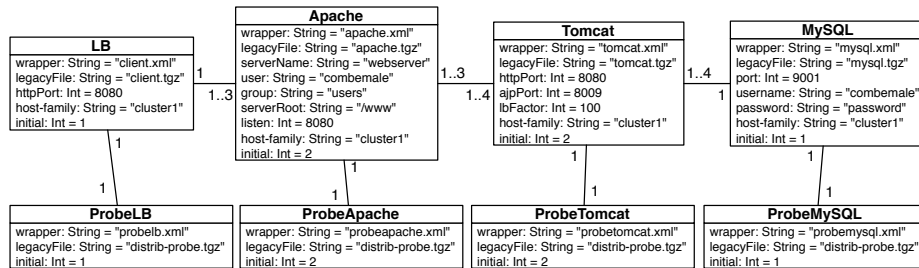 LB
wrapper: String = "client.xml"
legacyFile: String = "client.tgz"
httpPort: Int = 8080
host-family: String = "cluster1"
initial: Int = 1
1
1..3
Apache
wrapper: String = "apache.xml"
legacyFile: String = "apache.tgz"
serverName: String = "webserver"
user: String = "combemale"
group: String = "users"
serverRoot: String = "/www"
listen: Int = 8080
host-family: String = "cluster1"
initial: Int = 2
1..3
1..4
Tomcat
wrapper: String = "tomcat.xml"
legacyFile: String = "tomcat.tgz"
httpPort: Int = 8080
ajpPort: Int = 8009
lbFactor: Int = 100
host-family: String = "cluster1"
initial: Int = 2
1..4
1
MySQL
wrapper: String = "mysql.xml"
legacyFile: String = "mysql.tgz"
port: Int = 9001
username: String = "combemale"
password: String = "password"
host-family: String = "cluster1"
initial: Int = 1
1
1
1
1
1
1
1
1
ProbeLB
wrapper: String = "probelb.xml"
legacyFile: String = "distrib-probe.tgz"
initial: Int = 1
ProbeApache
wrapper: String = "probeapache.xml"
legacyFile: String = "distrib-probe.tgz"
initial: Int = 2
ProbeTomcat
wrapper: String = "probetomcat.xml"
legacyFile: String = "distrib-probe.tgz"
initial: Int = 2
ProbeMySQL
wrapper: String = "probemysql.xml"
legacyFile: String = "distrib-probe.tgz"
initial: Int = 1